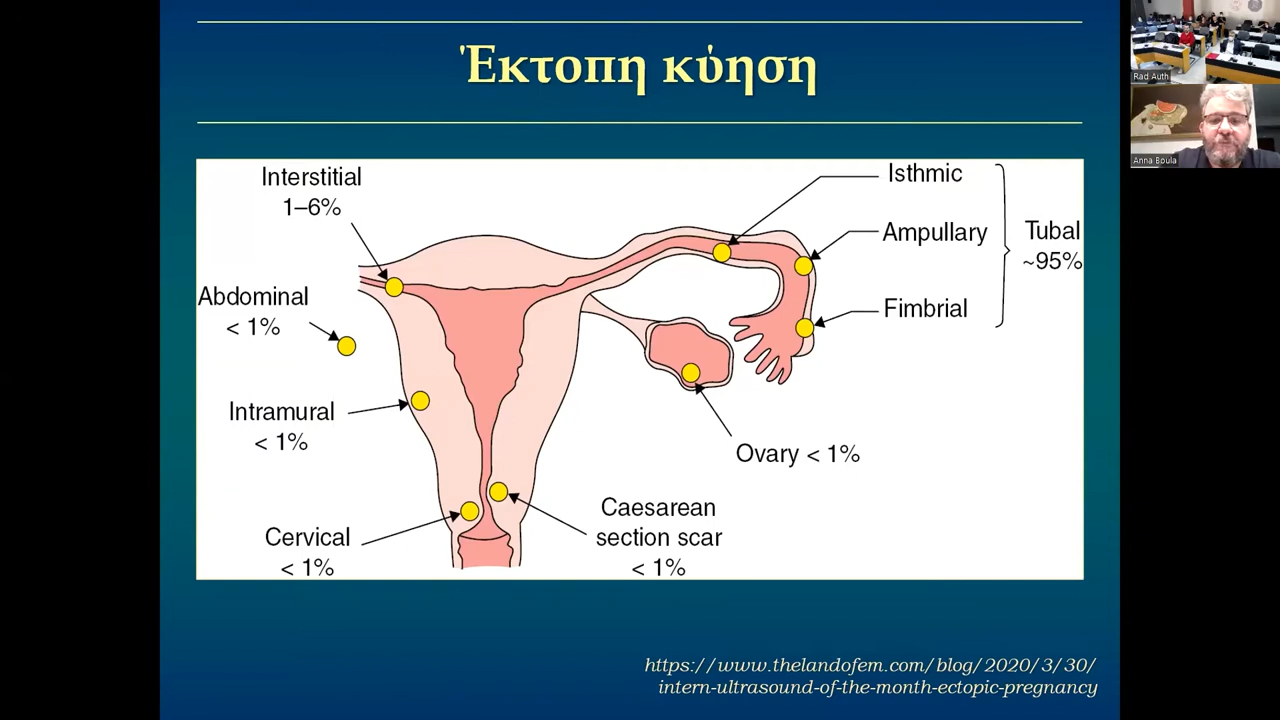 Έκτοπη κύηση
Interstitial
1–6%
Abdominal
< 1%
Intramural
< 1%
Cervical
< 1%
Caesarean
section scar
< 1%
Ovary < 1%
Isthmic
Ampullary
Fimbrial
Tubal
~95%
https://www.thelandofem.com/blog/2020/3/30/
intern-ultrasound-of-the-month-ectopic-pregnancy
Rad Auth
Anna Boula